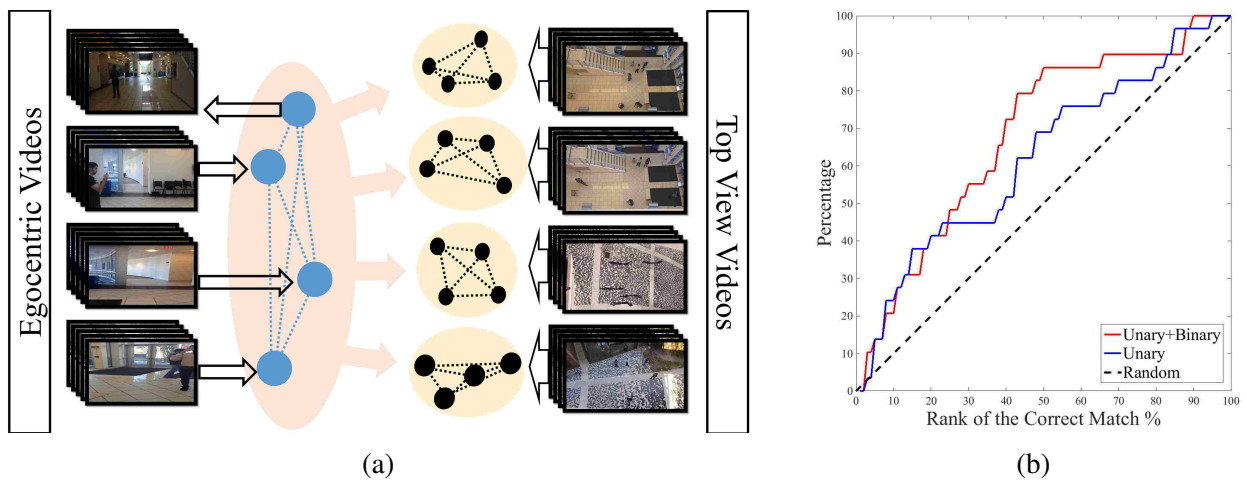 Egocentric Videos
Top View Videos
(a)
Percentage
100
90
80
70
60
50
40
30
20
10
0
Unary+Binary
Unary
Random
0 10 20 30 40 50 60 70 80 90 100
Rank of the Correct Match %
(b)